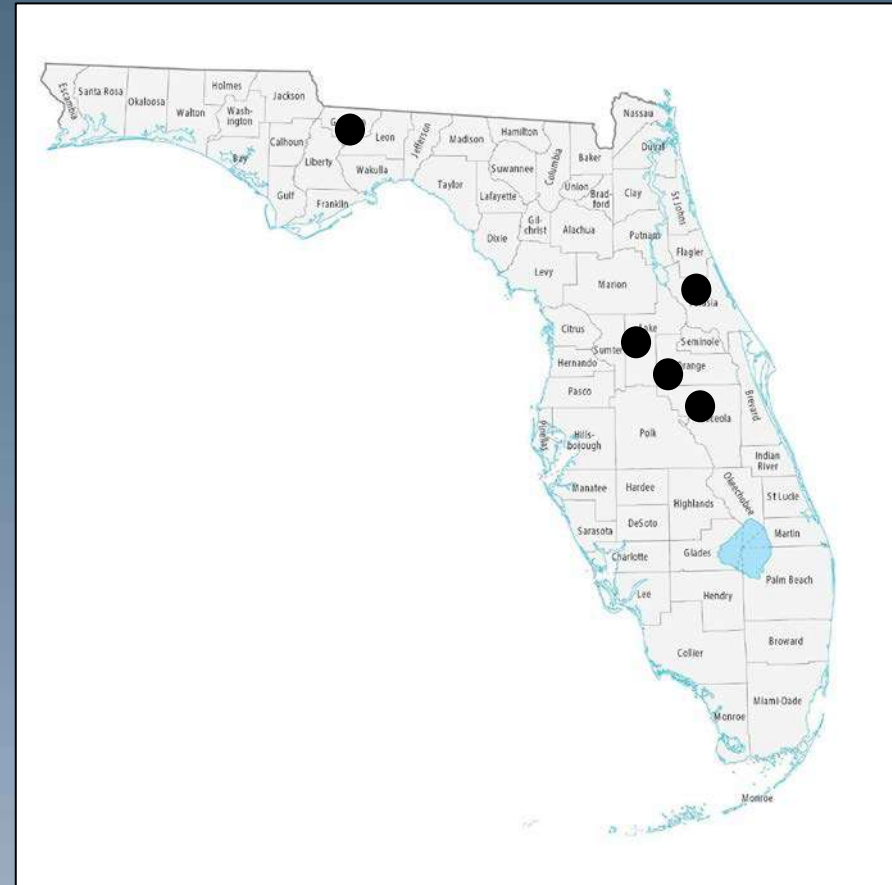 Escambia
Santa Rosa
Okaloosa
Walton
Holmes
Wash-
ington
Jackson
Bay
Calhoun
Gulf
Liberty
Franklin
Leon
Wakulla
Jefferson
Madison
Taylor
Hamilton
Suwannee
Lafayette
Dixie
Columbia
Gil-
christ
Levy
Baker
Union
Brad-
ford
Alachua
Nassau
Duval
Clay
St Johns
Putnam
Flagler
Marion
Citrus
Sumter
Lake
Hernando
Pasco
Seminole
range
ceola
Brevard
Pinellas
Hills-
borough
Polk
Indian
River
Okeechobee
St Lucie
Manatee
Hardee
Highlands
Sarasota
DeSoto
Martin
Charlotte
Glades
Palm Beach
Lee
Hendry
Collier
Broward
Monroe
Miami-Dade
Monroe